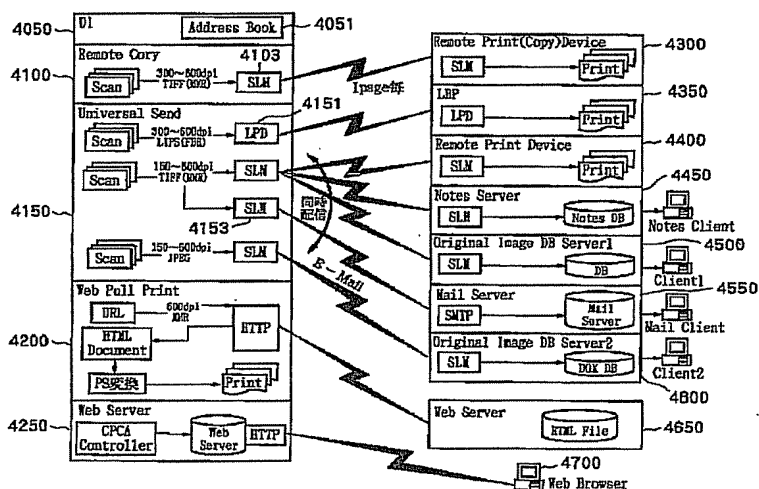 4050
UI
Address Book
4051
4100
Remote Cory
4103
Scan
300~600dpi
TIFF(MMR)
SLM
1page毎
4150
Universal Send
4151
Scan
300~600dpi
LIPS(PDL)
LPD
Scan
150~600dpi
TIFF(MMR)
SLM
SLM
4153
同時
配信
Scan
150~600dpi
JPEG
SLM
E-Mail
4200
Web Pull Print
URL
600dpi
MMR
HTTP
HTML
Document
PS変換
Print
4250
Web Server
CPCA
Controller
Web
Server
HTTP
Remote Print(Copy)Device
4300
SLM
Print
LBP
4350
LPD
Remote Print Device
4400
SLM
Print
4450
Notes Server
SLM
Notes DB
Notes Client
Original Image DB Server1
4500
SLM
DB
Client1
4550
Mail Server
SMTP
Mail
Server
Mail Client
Original Image DB Server2
SLM
DOX DB
Client2
4800
Web Server
HTML File
4650
4700
Web Browser